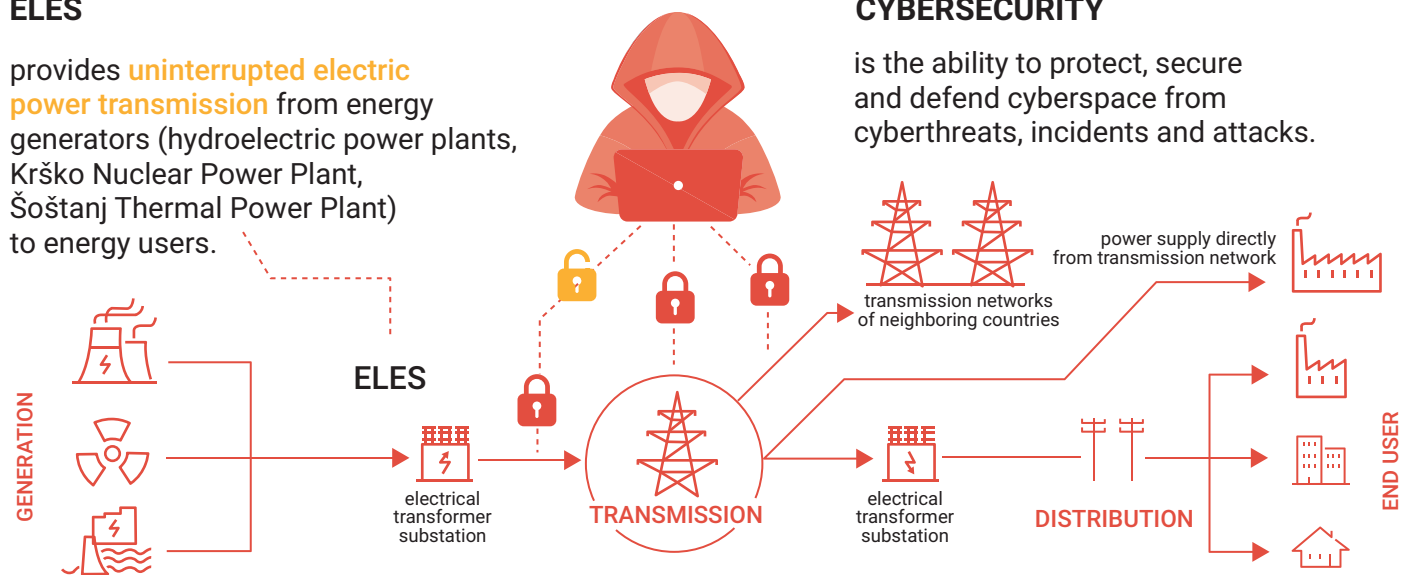 ELES
provides uninterrupted electric
power transmission from energy
generators (hydroelectric power plants,
Krško Nuclear Power Plant,
Šoštanj Thermal Power Plant)
to energy users.
CYBERSECURITY
is the ability to protect, secure
and defend cyberspace from
cyberthreats, incidents and attacks.
transmission networks
of neighboring countries
power supply directly
from transmission network
GENERATION
ELES
electrical
transformer
substation
TRANSMISSION
electrical
transformer
substation
DISTRIBUTION
END USER